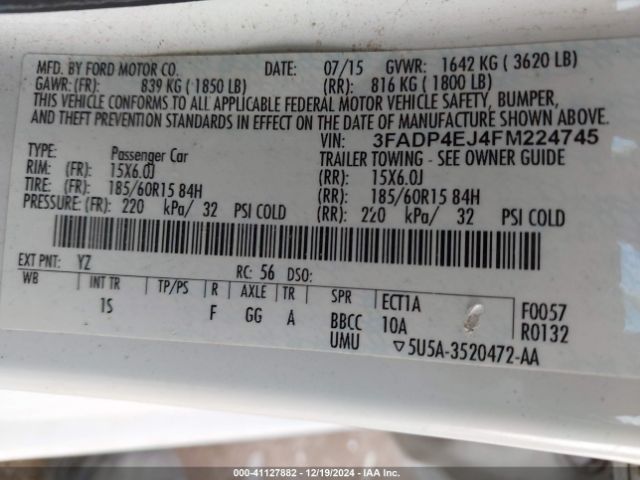 MFD. BY FORD MOTOR CO. DATE: 07/15 GVWR: 1642 KG ( 3620 LB)
GAWR: (FR): 839 KG ( 1850 LB) (RR): 816 KG ( 1800 LB)
THIS VEHICLE CONFORMS TO ALL APPLICABLE FEDERAL MOTOR VEHICLE SAFETY, BUMPER,
AND THEFT PREVENTION STANDARDS IN EFFECT ON THE DATE OF MANUFACTURE SHOWN ABOVE.
VIN: 3FADP4EJ4FM224745
TYPE: Passenger Car TRAILER TOWING - SEE OWNER GUIDE
RIM: (FR): 15X6.0J (RR): 15X6.0J
TIRE: (FR): 185/60R15 84H (RR): 185/60R15 84H
PRESSURE: (FR): 220 kPa/ 32 PSI COLD (RR): 220 kPa/ 32 PSI COLD
EXT PNT: YZ RC: 56 DSO:
WB INT TR TP/PS R AXLE TR SPR ECT1A F0057
1S F GG A BBCC 10A R0132
UMU ▽5U5A-3520472-AA
000-41127882 / 12/19/2024 - IAA Inc.